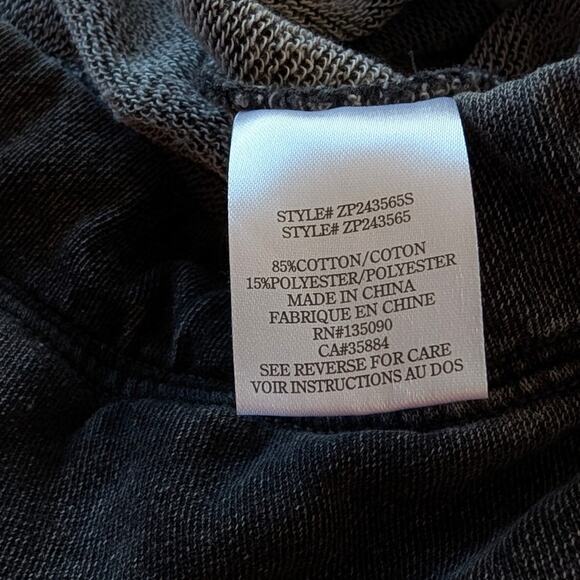 STYLE# ZP243565S
STYLE# ZP243565
85%COTTON/COTON
15%POLYESTER/POLYESTER
MADE IN CHINA
FABRIQUE EN CHINE
RN#135090
CA#35884
SEE REVERSE FOR CARE
VOIR INSTRUCTIONS AU DOS